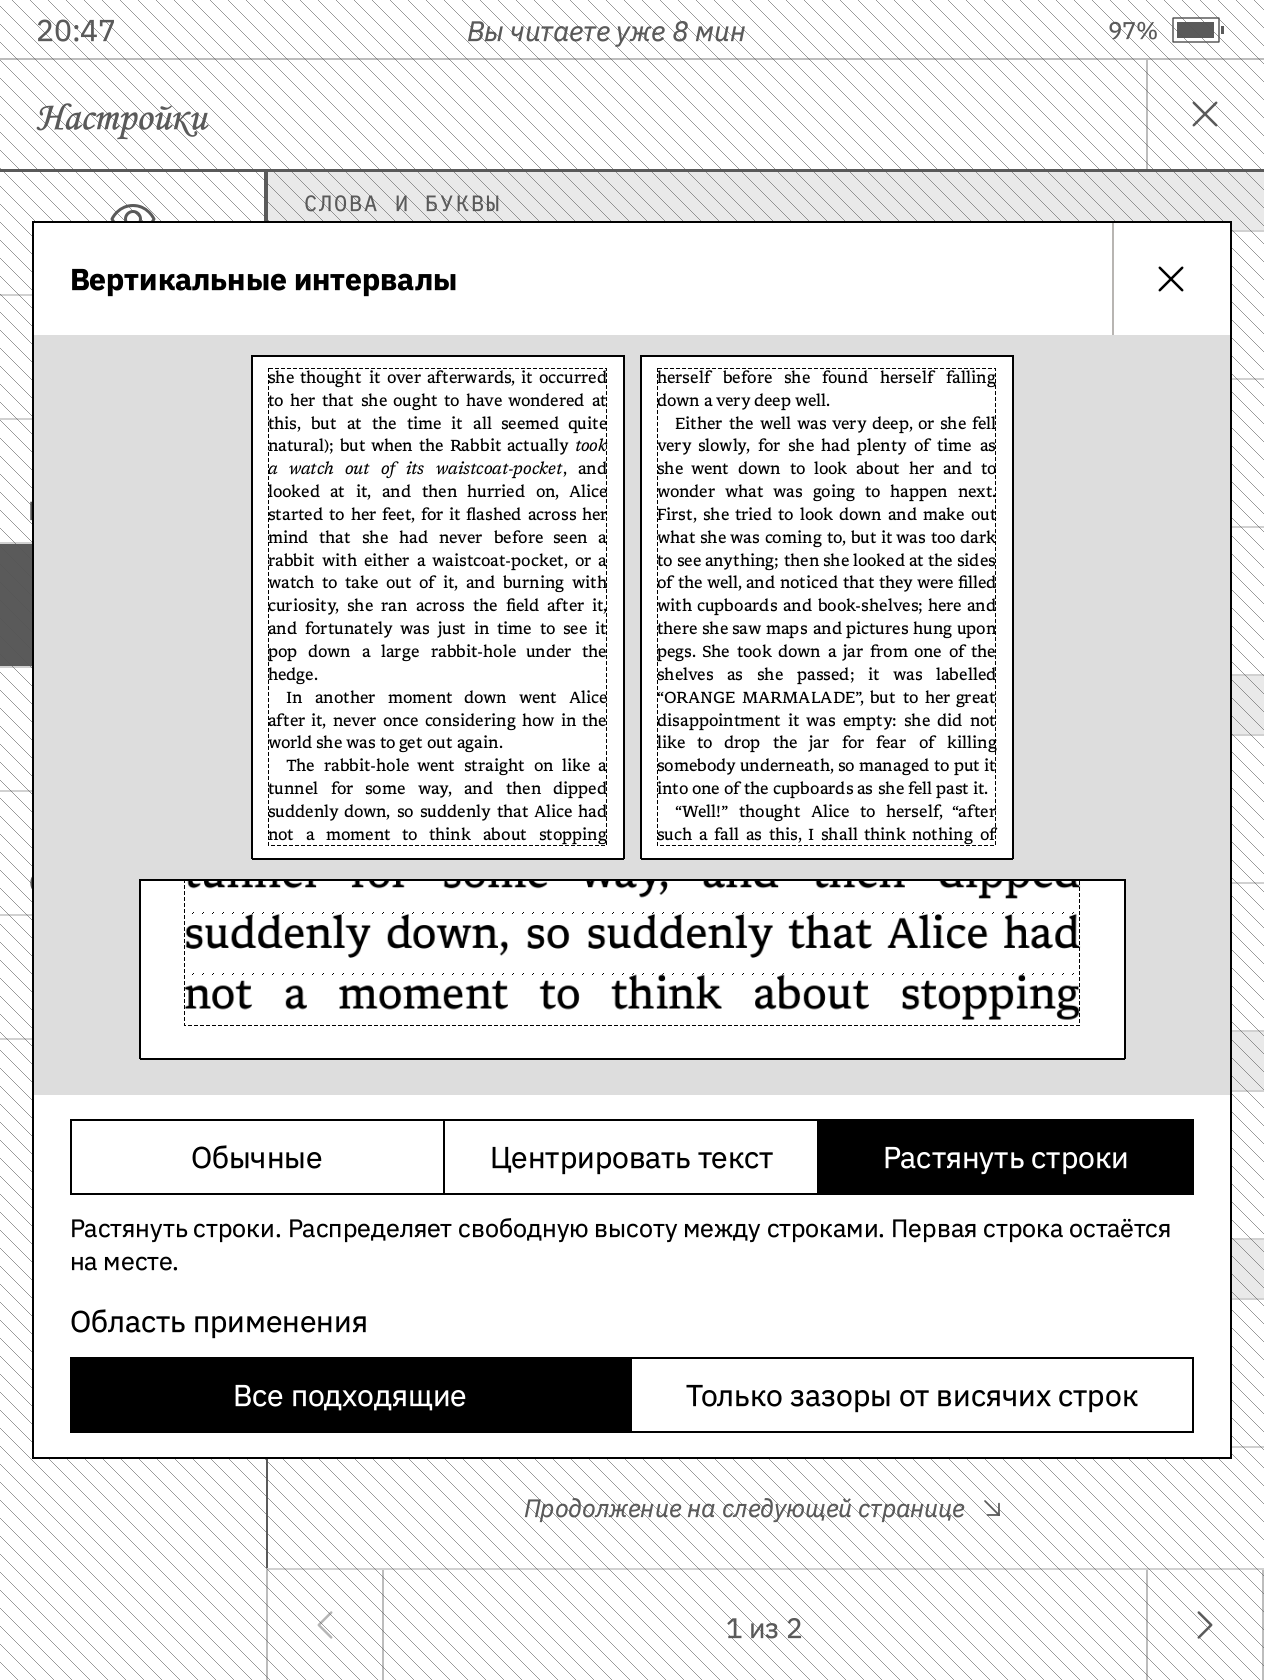 20:47
Вы читаете уже 8 мин
97%
Настройки
СЛОВА И БУКВЫ
Вертикальные интервалы
she thought it over afterwards, it occurred
to her that she ought to have wondered at
this, but at the time it all seemed quite
natural); but when the Rabbit actually took
a watch out of its waistcoat-pocket, and
looked at it, and then hurried on, Alice
started to her feet, for it flashed across her
mind that she had never before seen a
rabbit with either a waistcoat-pocket, or a
watch to take out of it, and burning with
curiosity, she ran across the field after it,
and fortunately was just in time to see it
pop down a large rabbit-hole under the
hedge.
In another moment down went Alice
after it, never once considering how in the
world she was to get out again.
The rabbit-hole went straight on like a
tunnel for some way, and then dipped
suddenly down, so suddenly that Alice had
not a moment to think about stopping
herself before she found herself falling
down a very deep well.
Either the well was very deep, or she fell
very slowly, for she had plenty of time as
she went down to look about her and to
wonder what was going to happen next.
First, she tried to look down and make out
what she was coming to, but it was too dark
to see anything; then she looked at the sides
of the well, and noticed that they were filled
with cupboards and book-shelves; here and
there she saw maps and pictures hung upon
pegs. She took down a jar from one of the
shelves as she passed; it was labelled
“ORANGE MARMALADE”, but to her great
disappointment it was empty: she did not
like to drop the jar for fear of killing
somebody underneath, so managed to put it
into one of the cupboards as she fell past it.
“Well!” thought Alice to herself, “after
such a fall as this, I shall think nothing of
tunnel for some way, and then dipped
suddenly down, so suddenly that Alice had
not a moment to think about stopping
Обычные
Центрировать текст
Растянуть строки
Растянуть строки. Распределяет свободную высоту между строками. Первая строка остаётся
на месте.
Область применения
Все подходящие
Только зазоры от висячих строк
Продолжение на следующей странице
1 из 2